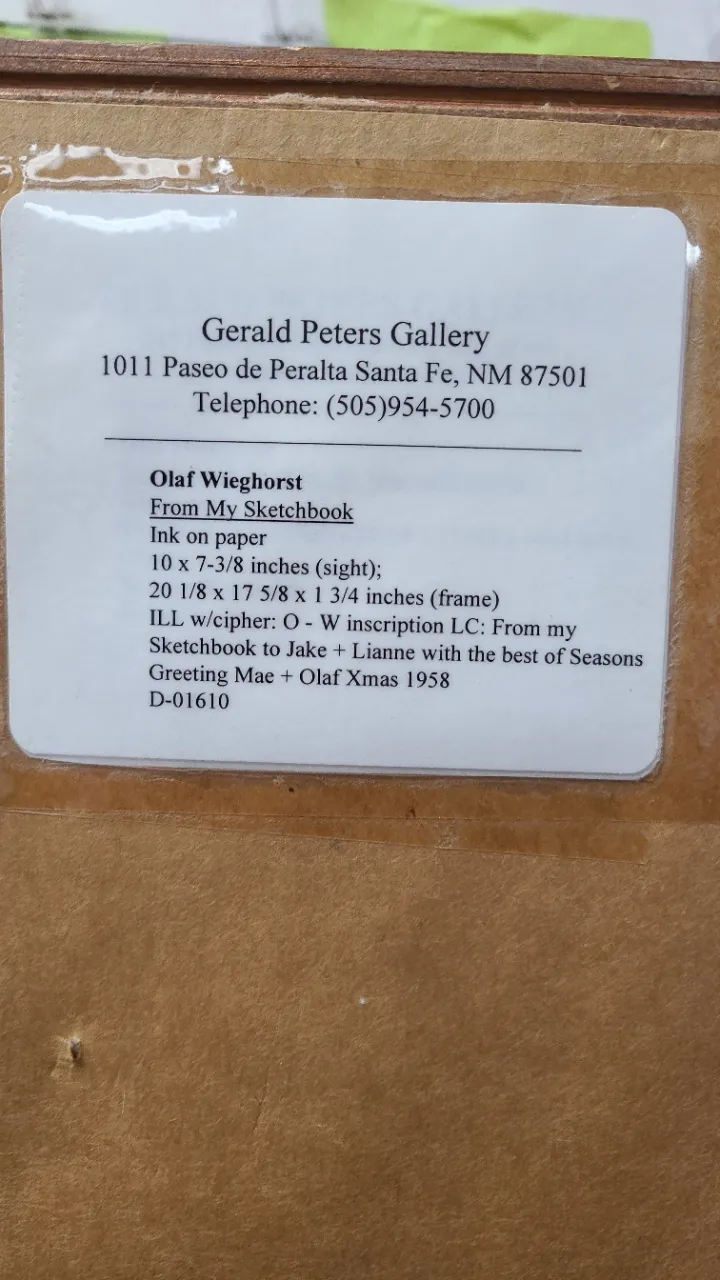 Gerald Peters Gallery
1011 Paseo de Peralta Santa Fe, NM 87501
Telephone: (505)954-5700
Olaf Wieghorst
From My Sketchbook
Ink on paper
10 x 7-3/8 inches (sight);
20 1/8 x 17 5/8 x 1 3/4 inches (frame)
ILL w/cipher: O - W inscription LC: From my
Sketchbook to Jake + Lianne with the best of Seasons
Greeting Mae + Olaf Xmas 1958
D-01610